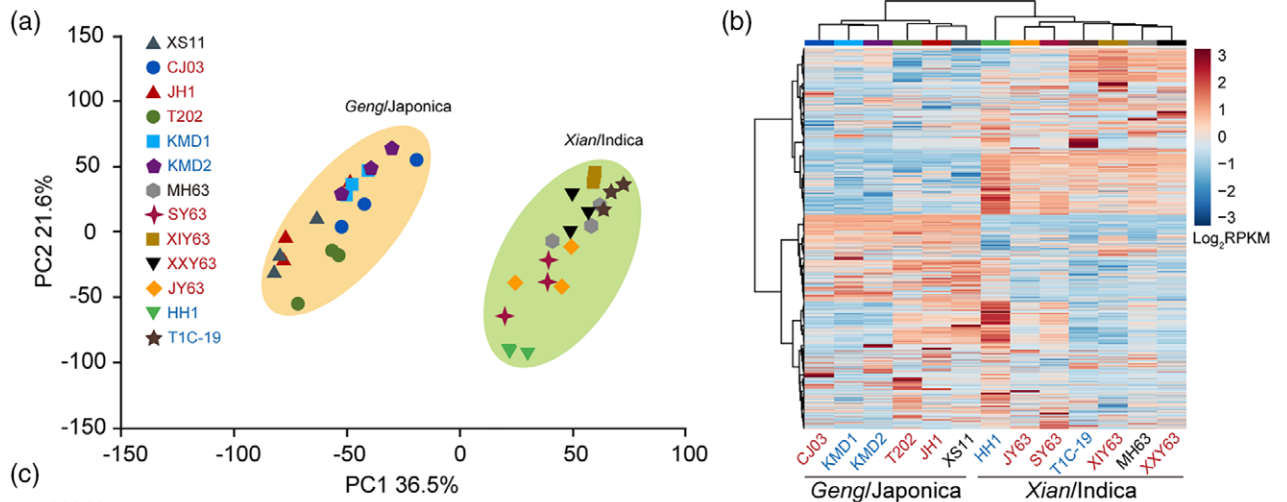 (a)
150
100
50
0
-50
-100
-150
PC2 21.6%
XS11
CJ03
JH1
T202
KMD1
KMD2
MH63
SY63
XIY63
XXY63
JY63
HH1
T1C-19
Geng/Japonica
Xian/Indica
-150 -100 -50 0 50 100
PC1 36.5%
(b)
3
2
1
0
−1
−2
−3
Log2RPKM
CJ03 KMD1 KMD2 T202 JH1 XS11 HH1 JY63 SY63 T1C-19 XIY63 MH63 XXY63
Geng/Japonica Xian/Indica
(c)